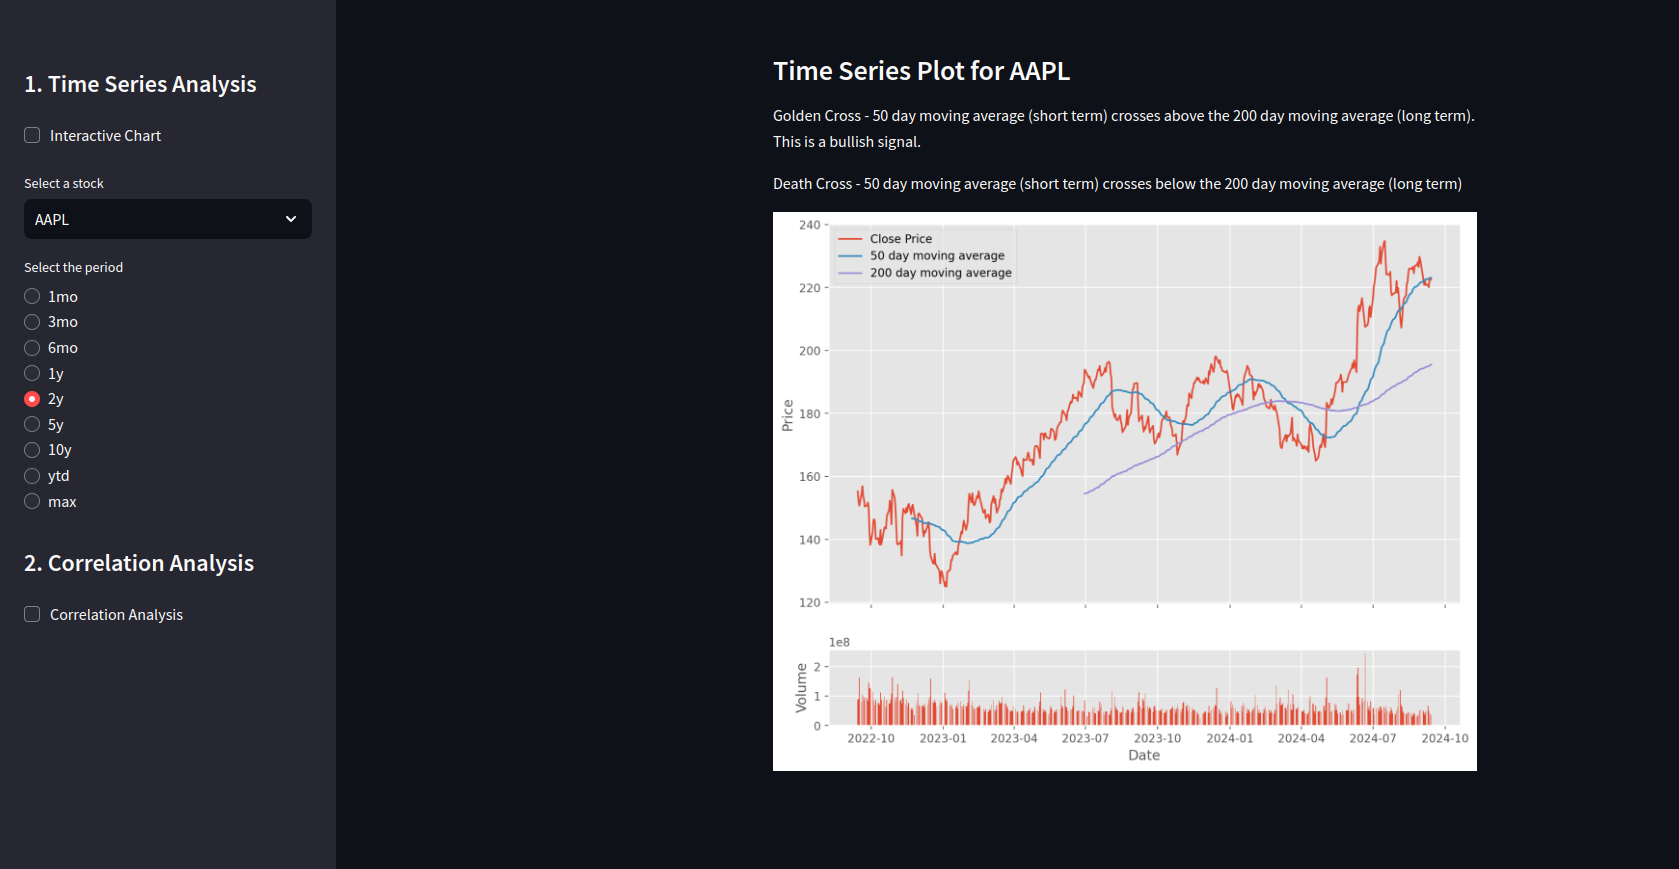 1. Time Series Analysis
Interactive Chart
Select a stock
AAPL
Select the period
1mo
3mo
6mo
1y
2y
5y
10y
ytd
max
2. Correlation Analysis
Correlation Analysis
Time Series Plot for AAPL
Golden Cross - 50 day moving average (short term) crosses above the 200 day moving average (long term).
This is a bullish signal.
Death Cross - 50 day moving average (short term) crosses below the 200 day moving average (long term)
Close Price
50 day moving average
200 day moving average
240
220
200
180
160
140
120
Price
1e8
2
1
0
Volume
2022-10 2023-01 2023-04 2023-07 2023-10 2024-01 2024-04 2024-07 2024-10
Date